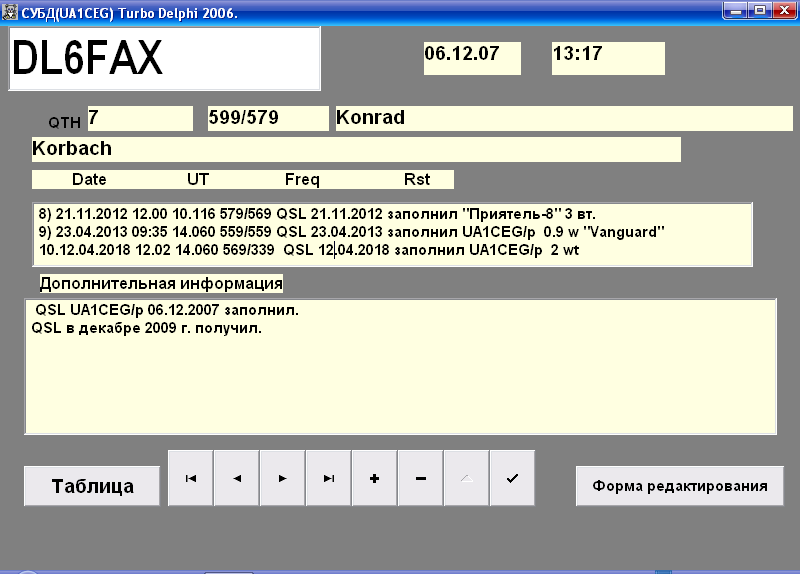 СУБД(UA1CEG) Turbo Delphi 2006.
DL6FAX
06.12.07 13:17
QTH 7 599/579 Konrad
Korbach
Date UT Freq Rst
8) 21.11.2012 12.00 10.116 579/569 QSL 21.11.2012 заполнил "Приятель-8" 3 вт.
9) 23.04.2013 09:35 14.060 559/559 QSL 23.04.2013 заполнил UA1CEG/p 0.9 w "Vanguard"
10.12.04.2018 12.02 14.060 569/339 QSL 12.04.2018 заполнил UA1CEG/p 2 wt
Дополнительная информация
QSL UA1CEG/p 06.12.2007 заполнил.
QSL в декабре 2009 г. получил.
Таблица Форма редактирования